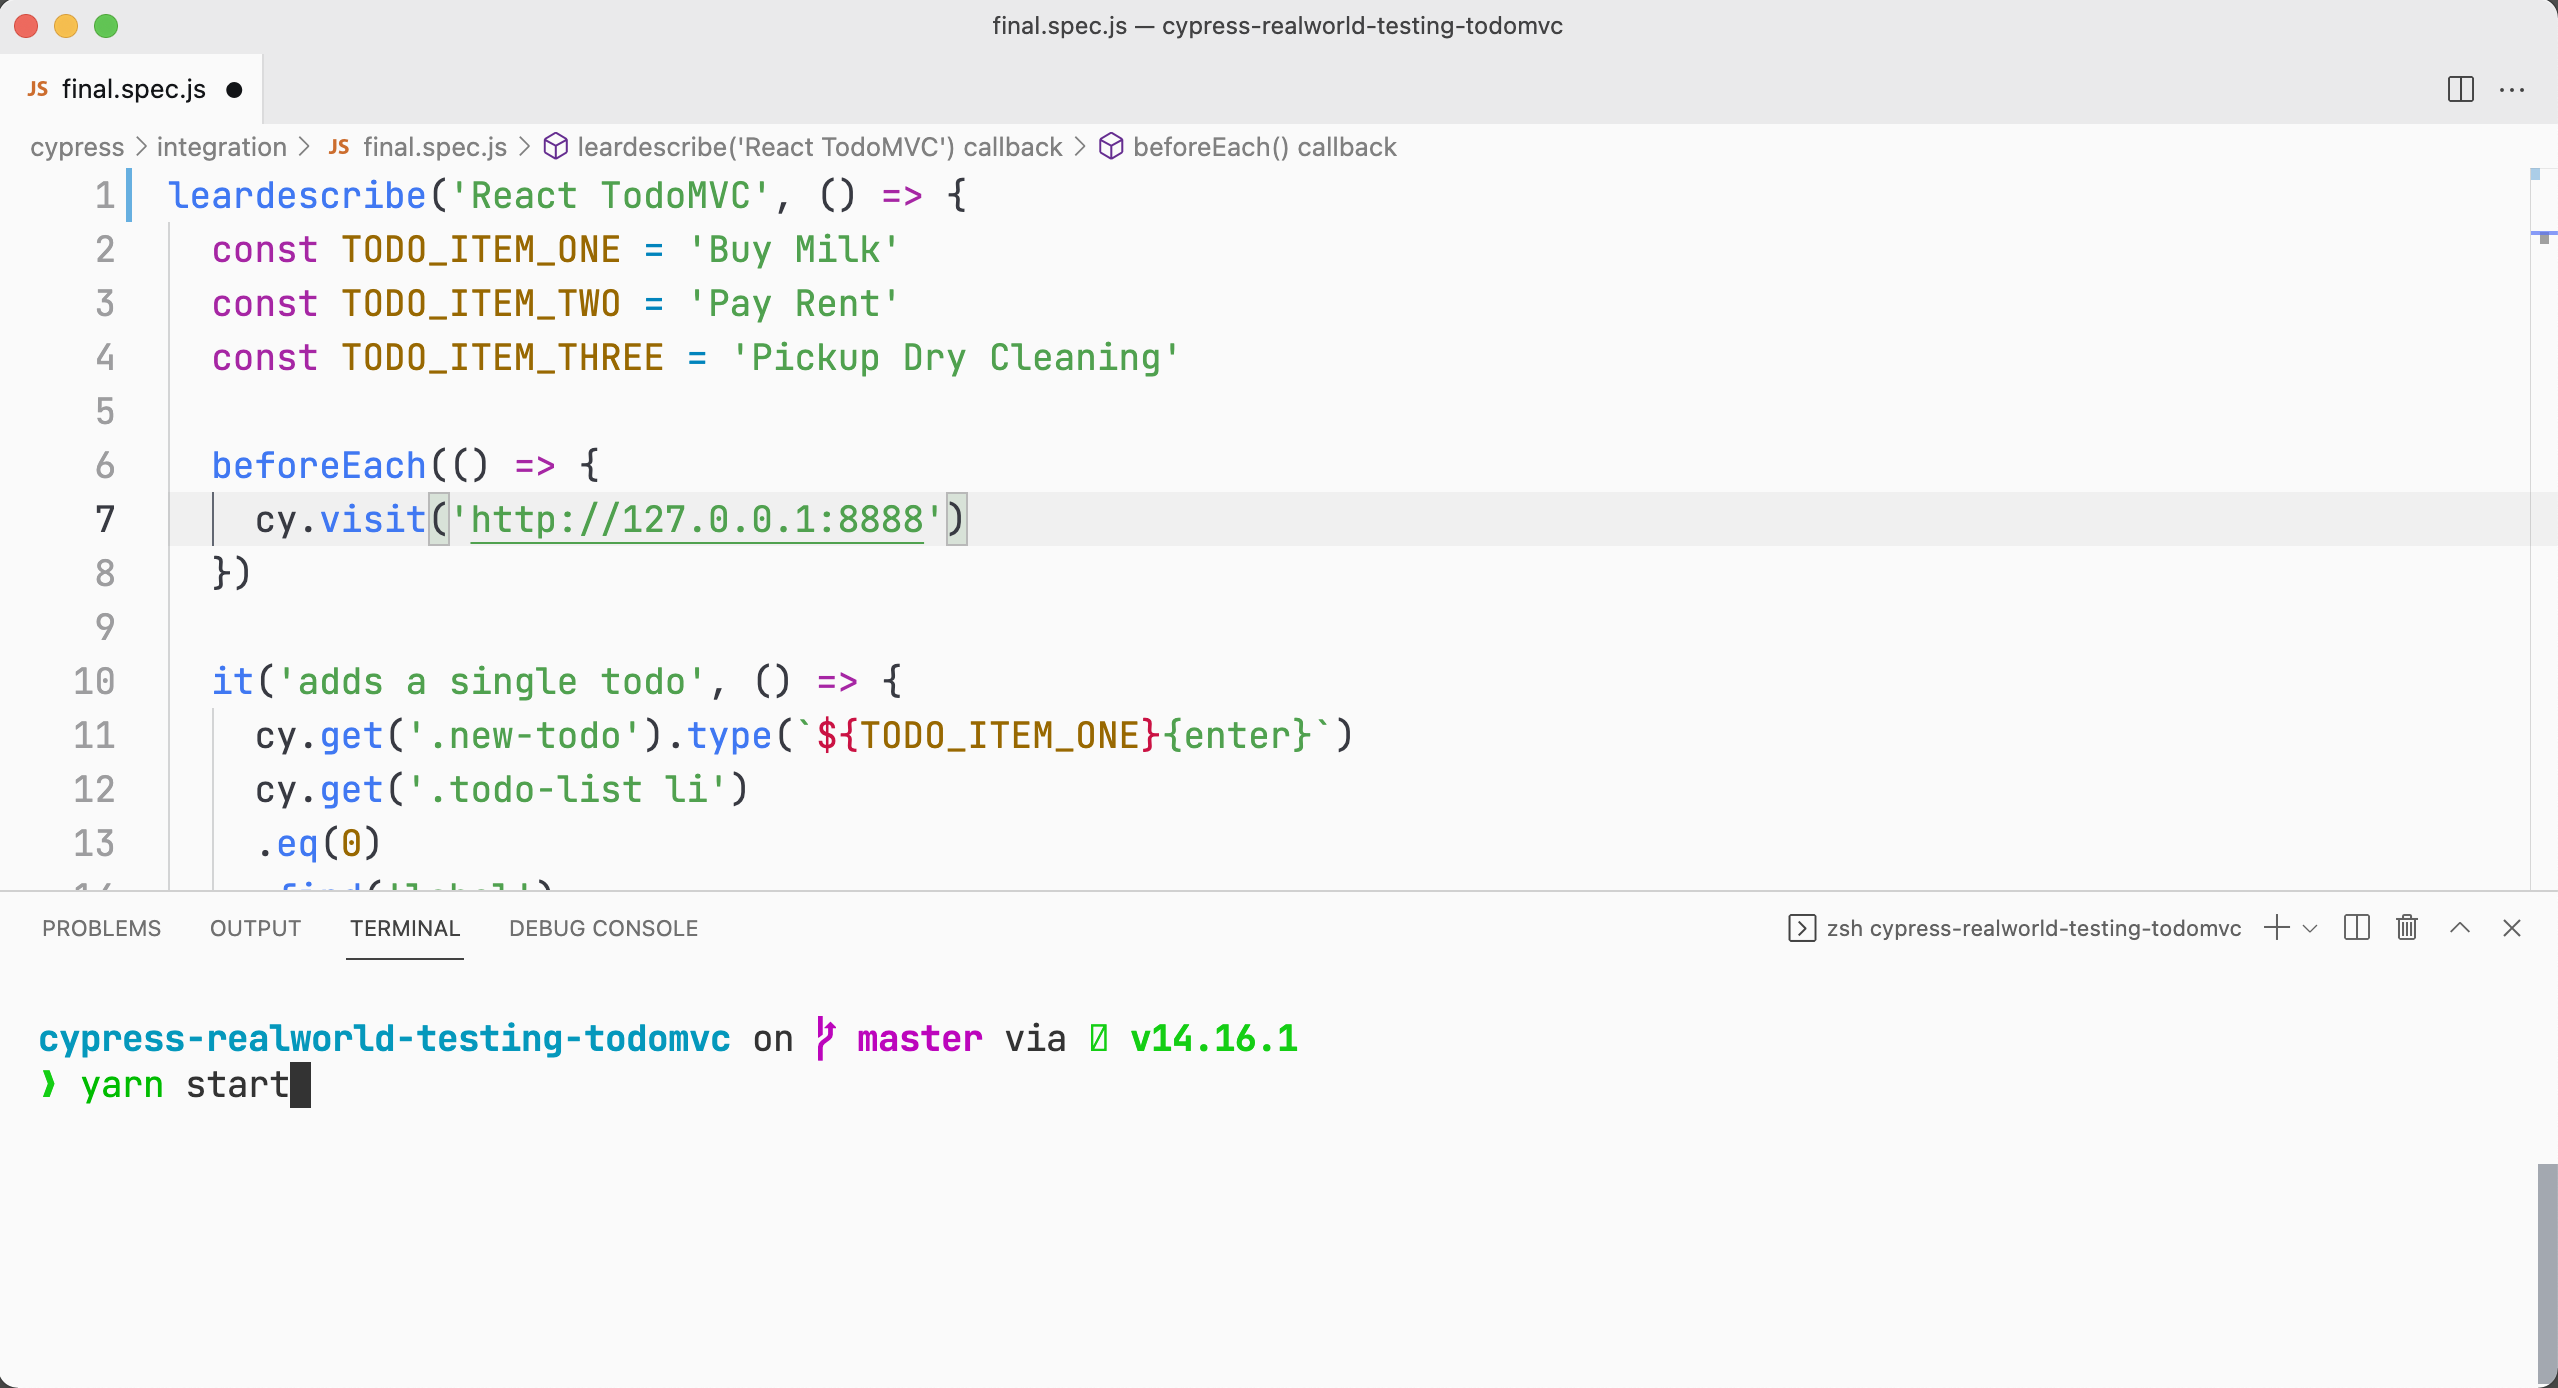 final.spec.js — cypress-realworld-testing-todomvc
JS final.spec.js
cypress > integration > JS final.spec.js > leardescribe('React TodoMVC') callback > beforeEach() callback
1 leardescribe('React TodoMVC', () => {
2 const TODO_ITEM_ONE = 'Buy Milk'
3 const TODO_ITEM_TWO = 'Pay Rent'
4 const TODO_ITEM_THREE = 'Pickup Dry Cleaning'
5
6 beforeEach(() => {
7 cy.visit('http://127.0.0.1:8888')
8 })
9
10 it('adds a single todo', () => {
11 cy.get('.new-todo').type(`${TODO_ITEM_ONE}{enter}`)
12 cy.get('.todo-list li')
13 .eq(0)
14 .find('label')
PROBLEMS OUTPUT TERMINAL DEBUG CONSOLE zsh cypress-realworld-testing-todomvc
cypress-realworld-testing-todomvc on master via v14.16.1
❯ yarn start